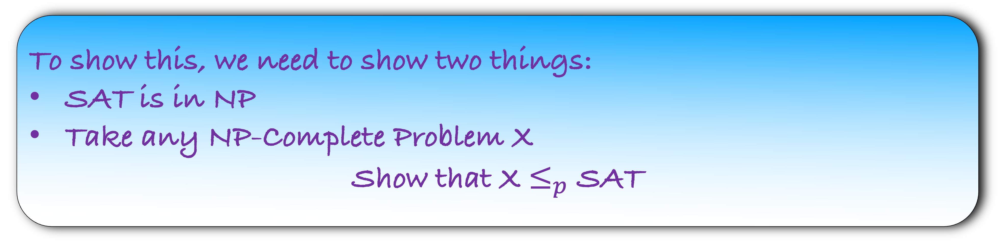 To show this, we need to show two things:
• SAT is in NP
• Take any NP-Complete Problem X
Show that X ≤p SAT